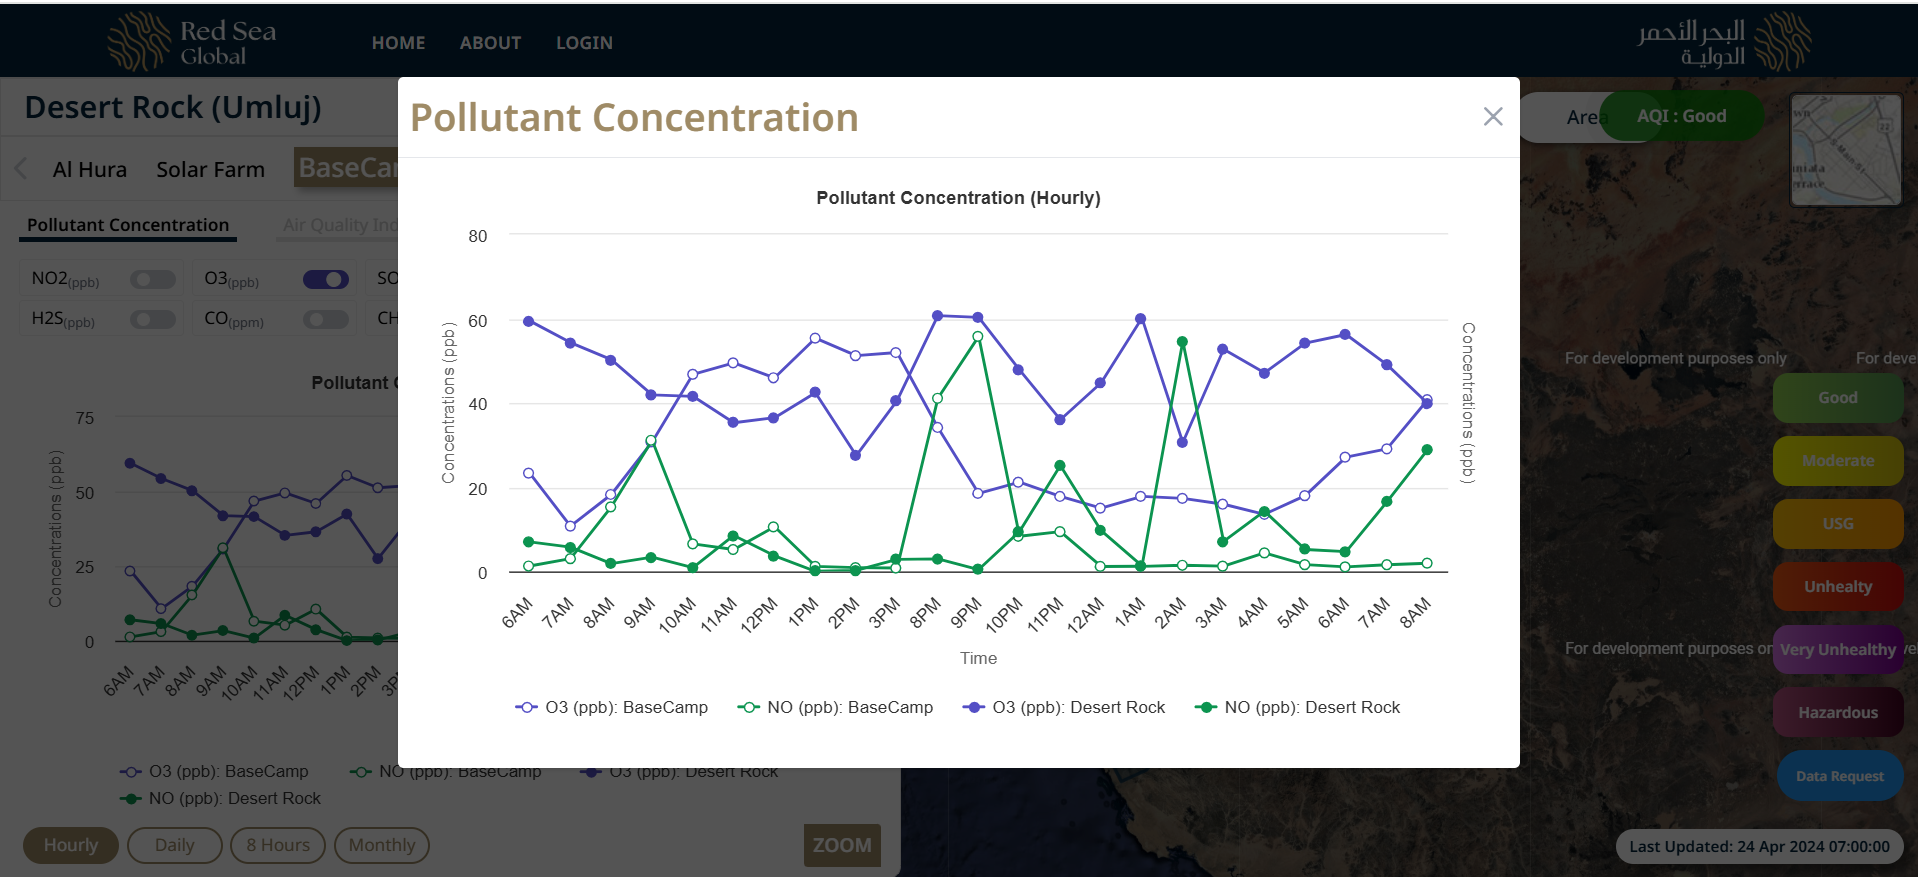 Red Sea
Global
HOME ABOUT LOGIN
البحر الأحمر
الدولية
Desert Rock (Umluj)
Al Hura Solar Farm BaseCa
Pollutant Concentration Air Quality Ind
NO2(ppb) O3(ppb) SO
H2S(ppb) CO(ppm) CH
Pollutant C
Concentrations (ppb)
75
50
25
0
6AM 7AM 8AM 9AM 10AM 11AM 12PM 1PM 2PM 3P
O3 (ppb): BaseCamp NO (ppb): BaseCamp O3 (ppb): Desert Rock
NO (ppb): Desert Rock
Hourly Daily 8 Hours Monthly ZOOM
Pollutant Concentration
Pollutant Concentration (Hourly)
Concentrations (ppb)
80
60
40
20
0
Concentrations (ppb)
6AM 7AM 8AM 9AM 10AM 11AM 12PM 1PM 2PM 3PM 8PM 9PM 10PM 11PM 12AM 1AM 2AM 3AM 4AM 5AM 6AM 7AM 8AM
Time
O3 (ppb): BaseCamp NO (ppb): BaseCamp O3 (ppb): Desert Rock NO (ppb): Desert Rock
Area AQI : Good
22
S Main St
For development purposes only For deve
Good
Moderate
USG
Unhealty
For development purposes on
Very Unhealthy
Hazardous
Data Request
Last Updated: 24 Apr 2024 07:00:00